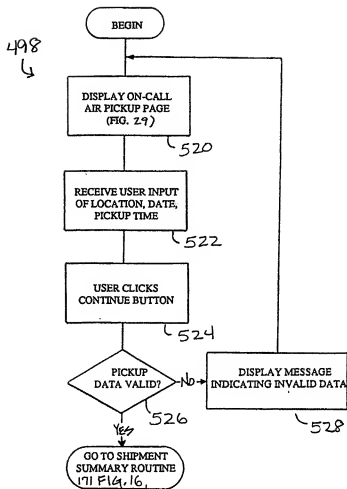 BEGIN
498
DISPLAY ON-CALL
AIR PICKUP PAGE
(FIG. 29)
520
RECEIVE USER INPUT
OF LOCATION, DATE,
PICKUP TIME
522
USER CLICKS
CONTINUE BUTTON
524
PICKUP
DATA VALID?
NO
526
DISPLAY MESSAGE
INDICATING INVALID DATA
528
YES
GO TO SHIPMENT
SUMMARY ROUTINE
171 FIG. 16.